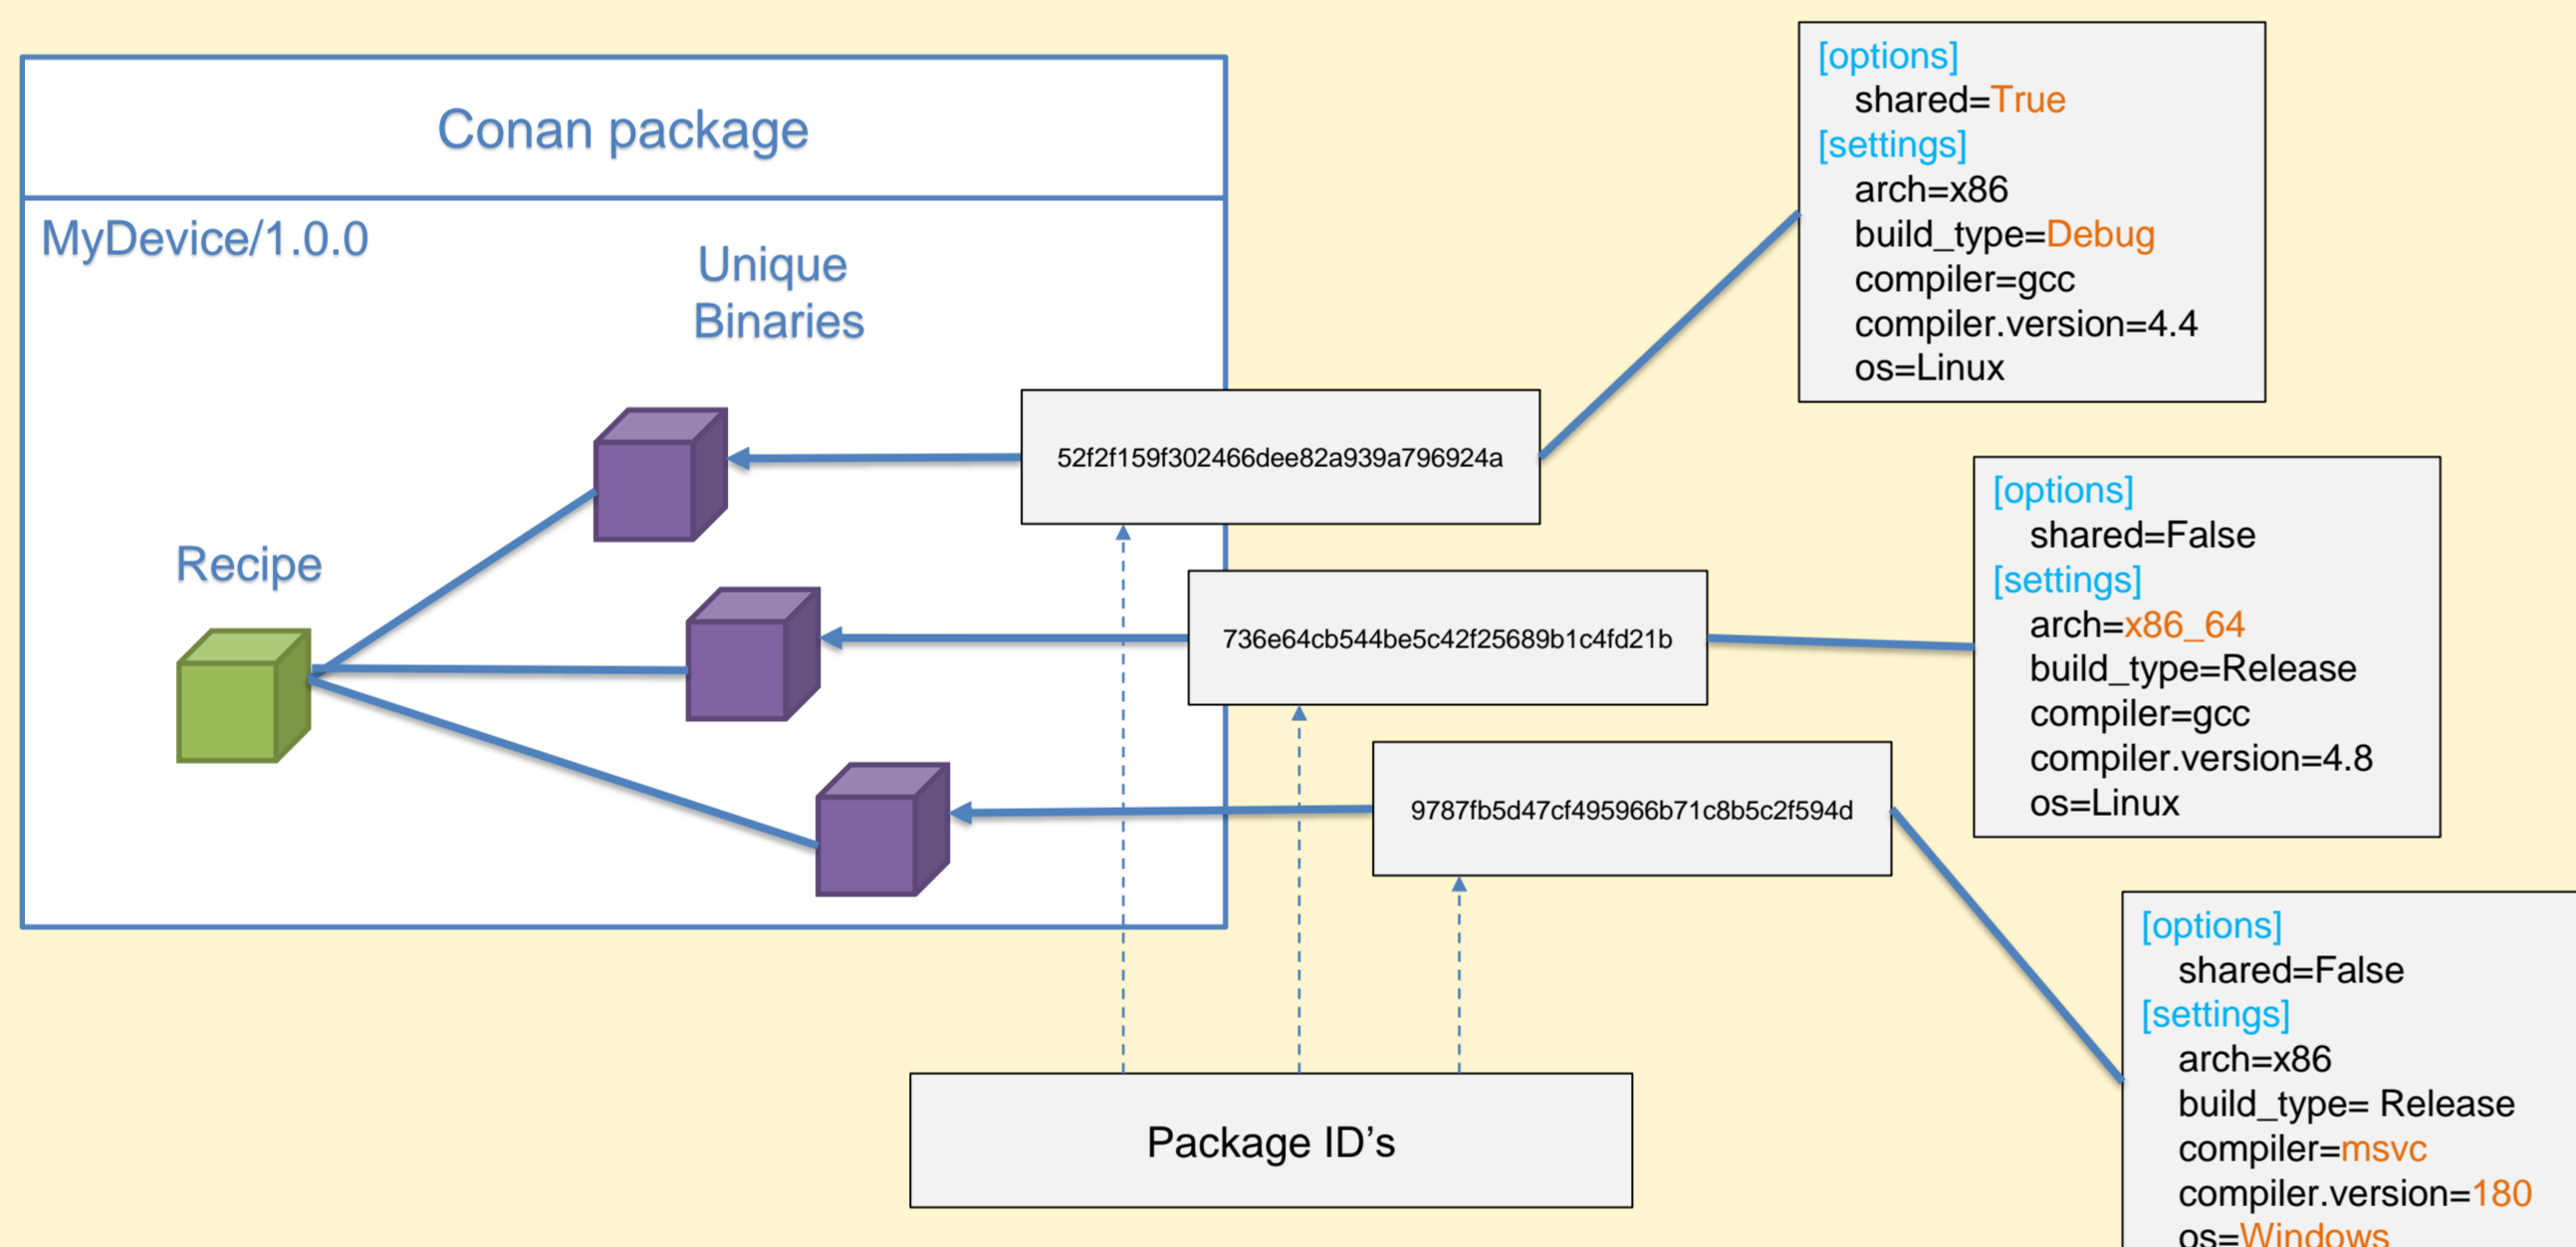 Conan package
MyDevice/1.0.0
Unique
Binaries
Recipe
52f2f159f302466dee82a939a796924a
736e64cb544be5c42f25689b1c4fd21b
9787fb5d47cf495966b71c8b5c2f594d
Package ID’s
[options]
shared=True
[settings]
arch=x86
build_type=Debug
compiler=gcc
compiler.version=4.4
os=Linux
[options]
shared=False
[settings]
arch=x86_64
build_type=Release
compiler=gcc
compiler.version=4.8
os=Linux
[options]
shared=False
[settings]
arch=x86
build_type= Release
compiler=msvc
compiler.version=180
os=Windows